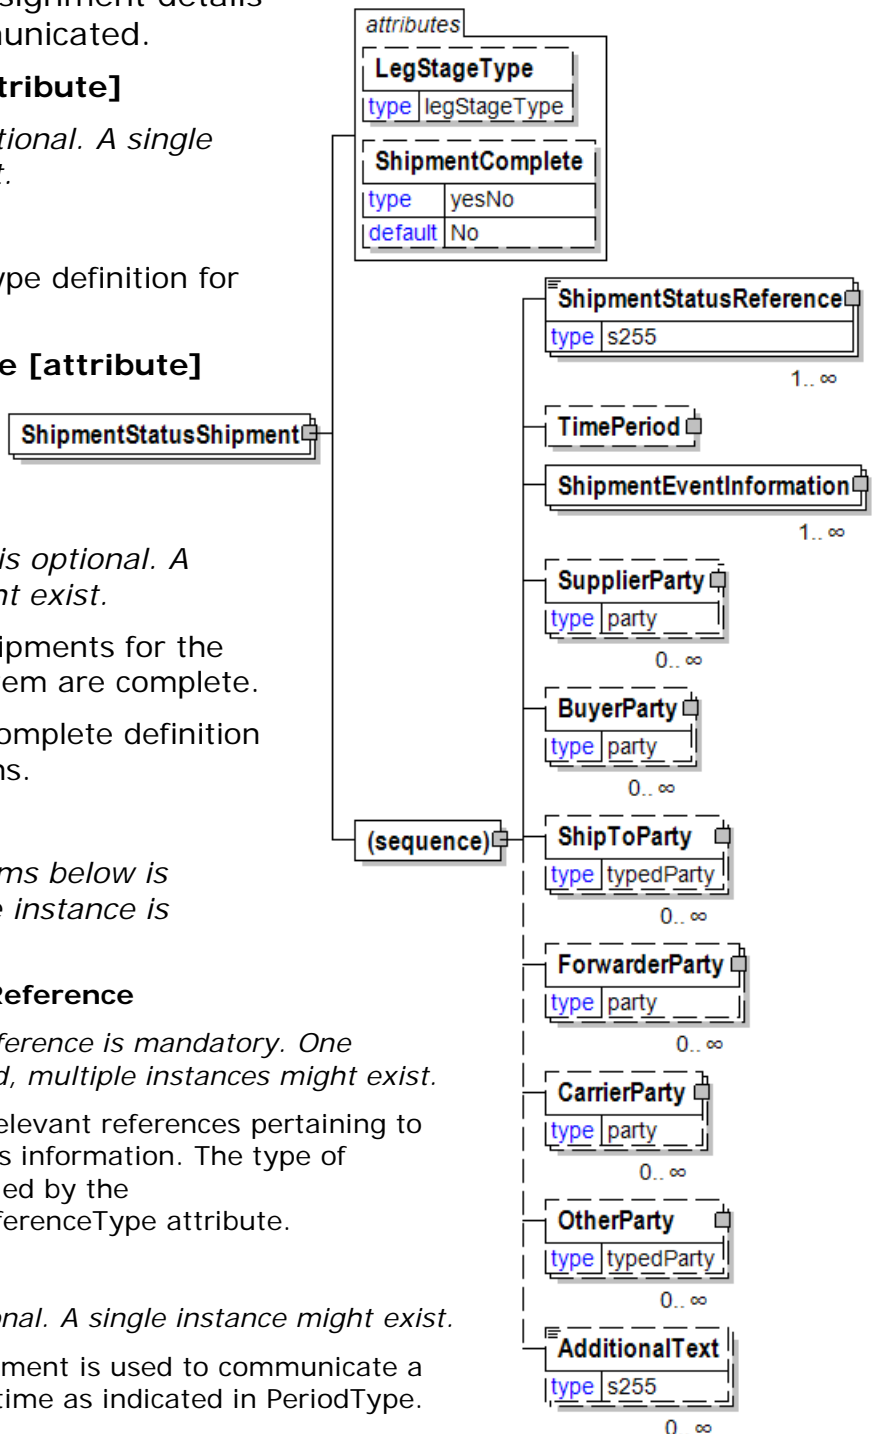 signment details
unicated.
tribute]
tional. A single
t.
ype definition for
e [attribute]
is optional. A
nt exist.
ipments for the
em are complete.
omplete definition
ns.
ms below is
e instance is
Reference
ference is mandatory. One
d, multiple instances might exist.
elevant references pertaining to
s information. The type of
ed by the
ferenceType attribute.
onal. A single instance might exist.
ment is used to communicate a
time as indicated in PeriodType.
attributes
LegStageType
type legStageType
ShipmentComplete
type yesNo
default No
ShipmentStatusShipment
(sequence)
ShipmentStatusReference
type s255
1.. ∞
TimePeriod
ShipmentEventInformation
1.. ∞
SupplierParty
type party
0.. ∞
BuyerParty
type party
0.. ∞
ShipToParty
type typedParty
0.. ∞
ForwarderParty
type party
0.. ∞
CarrierParty
type party
0.. ∞
OtherParty
type typedParty
0.. ∞
AdditionalText
type s255
0.. ∞